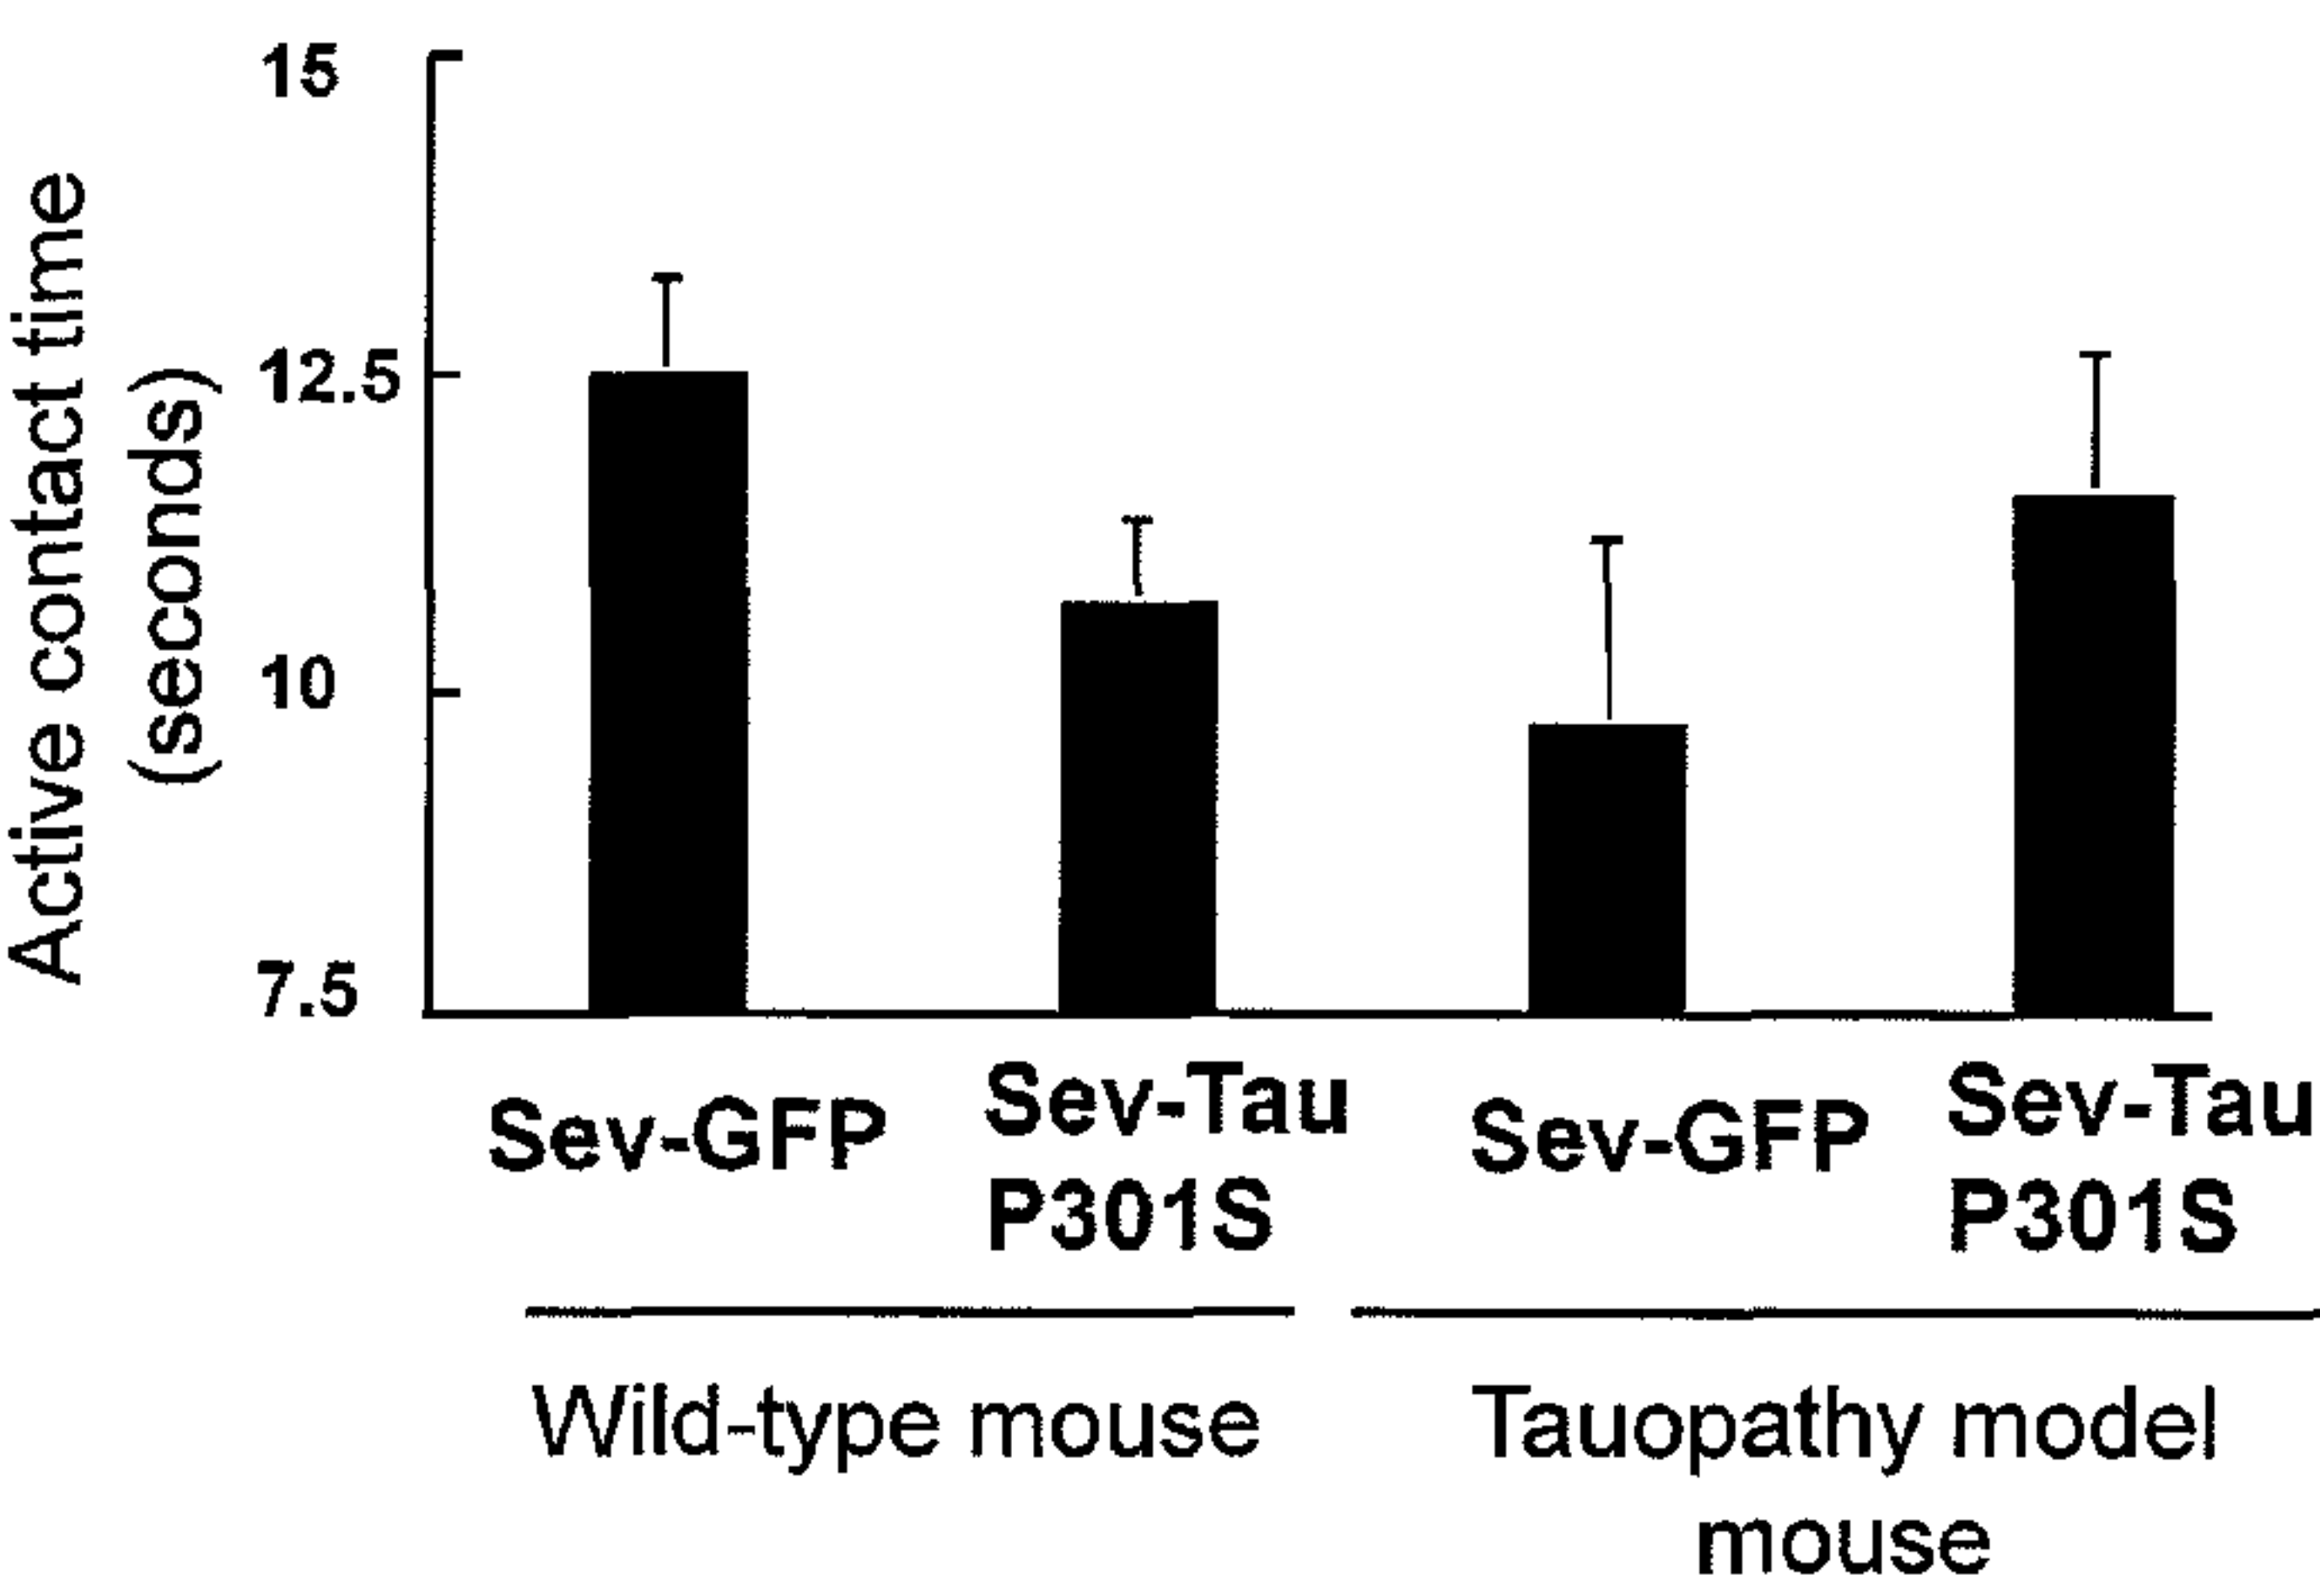 Active contact time
(seconds)
15
12.5
10
7.5
Sev-GFP
Sev-Tau
P301S
Sev-GFP
Sev-Tau
P301S
Wild-type mouse
Tauopathy model
mouse